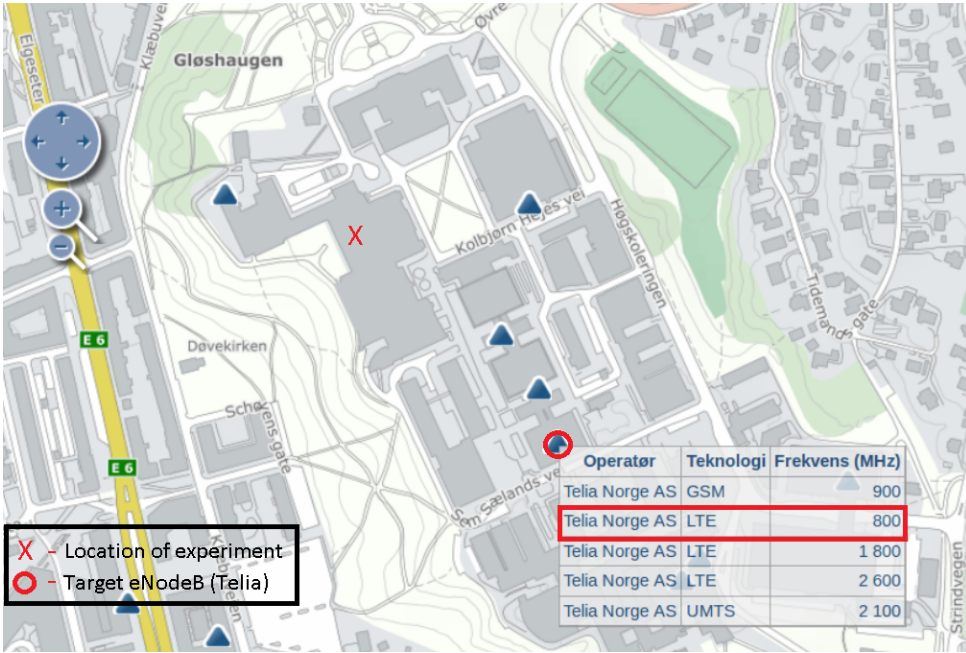 Elgeseter
Klæbuvei
Gløshaugen
Øvre
Kolbjørn Hejes vei
Høgskoleringen
Tidemands gate
E 6
Døvekirken
Schøyens gate
E 6
Sem Sælands ve
Operatør Teknologi Frekvens (MHz)
Telia Norge AS GSM 900
Telia Norge AS LTE 800
Telia Norge AS LTE 1 800
Telia Norge AS LTE 2 600
Telia Norge AS UMTS 2 100
X - Location of experiment
O - Target eNodeB (Telia)
Strindvegen